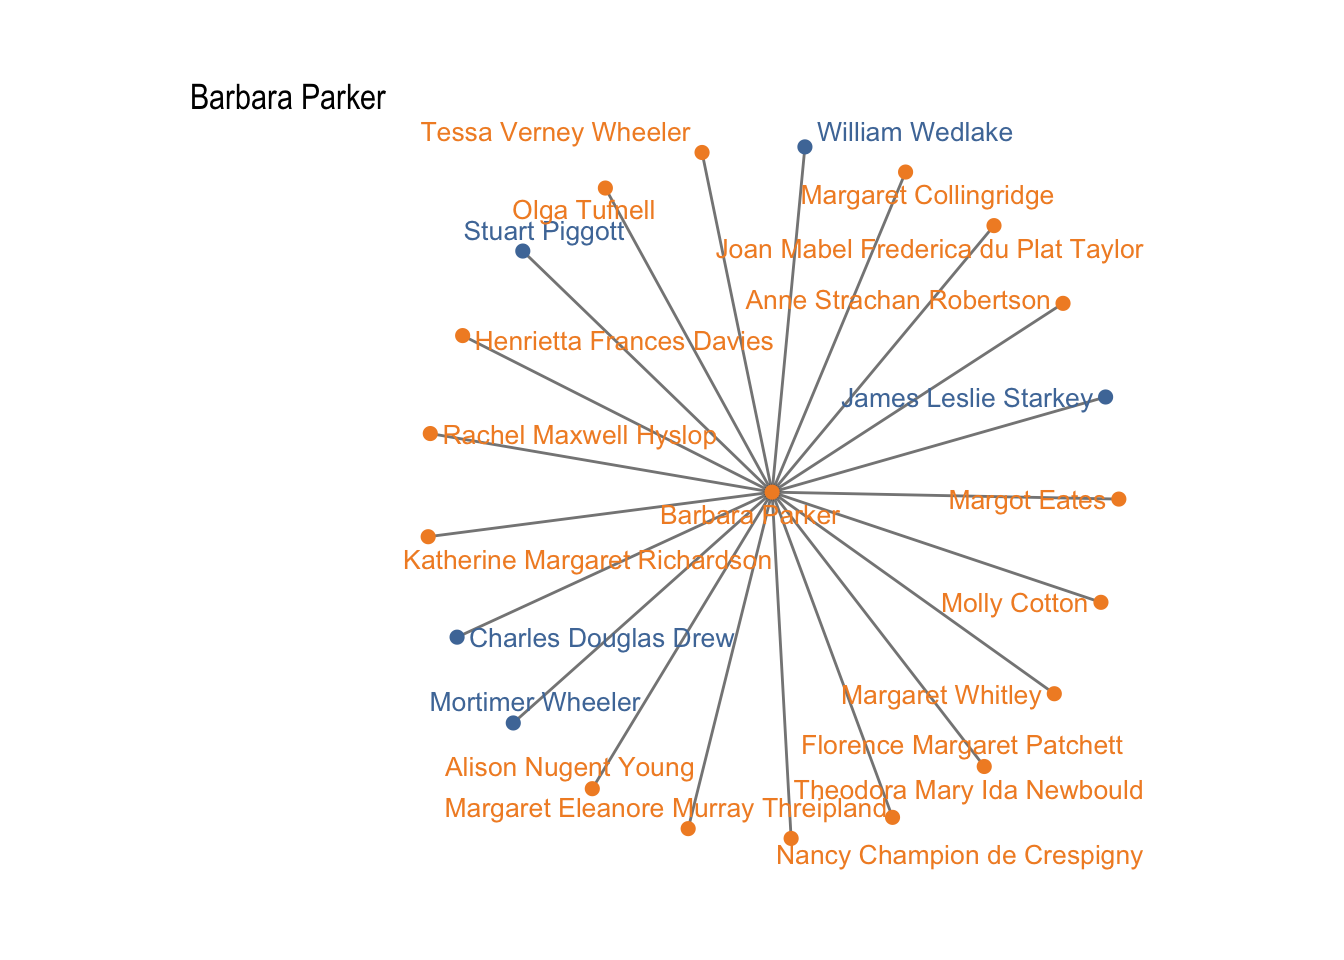 Barbara Parker
Tessa Verney Wheeler
William Wedlake
Margaret Collingridge
Olga Tufnell
Stuart Piggott
Joan Mabel Frederica du Plat Taylor
Anne Strachan Robertson
Henrietta Frances Davies
James Leslie Starkey
Rachel Maxwell Hyslop
Margot Eates
Barbara Parker
Katherine Margaret Richardson
Molly Cotton
Charles Douglas Drew
Margaret Whitley
Mortimer Wheeler
Florence Margaret Patchett
Alison Nugent Young
Theodora Mary Ida Newbould
Margaret Eleanore Murray Threipland
Nancy Champion de Crespigny